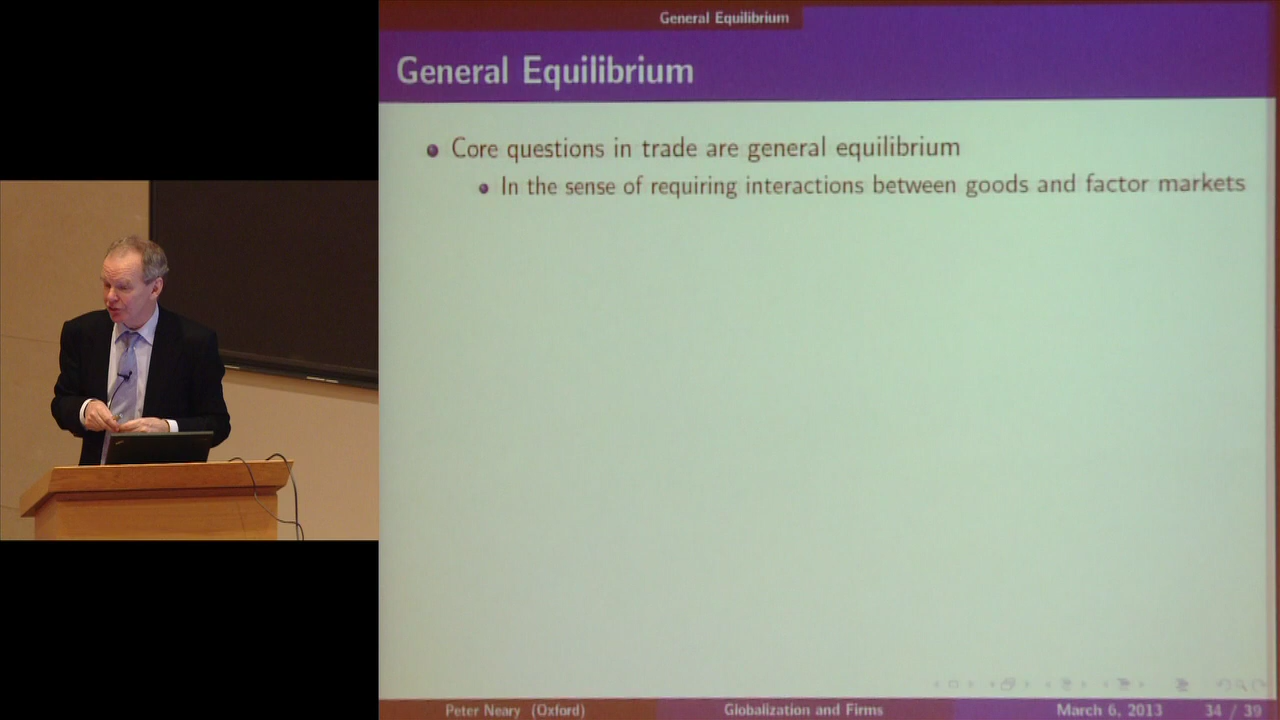 General Equilibrium
General Equilibrium
Core questions in trade are general equilibrium
In the sense of requiring interactions between goods and factor markets
Peter Neary (Oxford)
Globalization and Firms
March 6, 2013
34 / 39